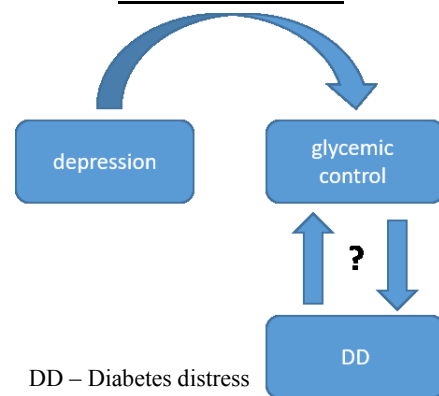 depression
glycemic
control
?
DD
DD – Diabetes distress